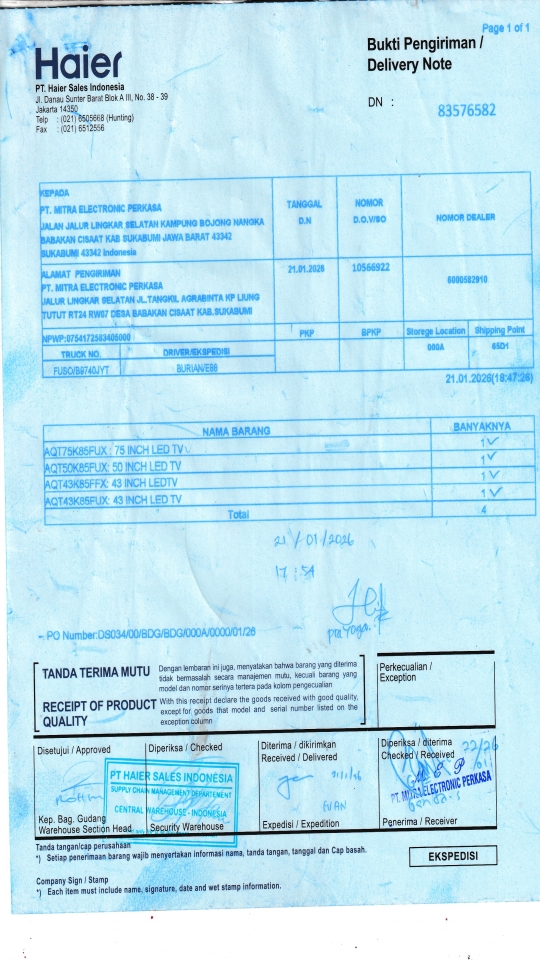 Page 1 of 1
Haier
Bukti Pengiriman /
Delivery Note
PT. Haier Sales Indonesia
Jl. Danau Sunter Barat Blok A III, No. 38 - 39
Jakarta 14350
Telp : (021) 6505668 (Hunting)
Fax : (021) 6512556
DN : 83576582
KEPADA
PT. MITRA ELECTRONIC PERKASA
JALAN JALUR LINGKAR SELATAN KAMPUNG BOJONG NANGKA
BABAKAN CISAAT KAB SUKABUMI JAWA BARAT 43342
SUKABUMI 43342 Indonesia
TANGGAL
D.N
NOMOR
D.O.V/SO
NOMOR DEALER
ALAMAT PENGIRIMAN
PT. MITRA ELECTRONIC PERKASA
JALUR LINGKAR SELATAN JL.TANGKIL AGRABINTA KP LIUNG
TUTUT RT24 RW07 DESA BABAKAN CISAAT KAB.SUKABUMI
21.01.2026
10566922
6000582910
NPWP:0754172583405000
PKP
BPKP
Storege Location
Shipping Point
TRUCK NO.
DRIVER/EKSPEDISI
000A
65D1
FUSO/B9740JYT
BURIAN/E86
21.01.2026(18:47:26)
NAMA BARANG BANYAKNYA
AQT75K85FUX : 75 INCH LED TV 1 ✓
AQT50K85FUX: 50 INCH LED TV 1 ✓
AQT43K85FFX: 43 INCH LEDTV 1 ✓
AQT43K85FUX: 43 INCH LED TV 1 ✓
Total 4
21 / 01 / 2026
17 : 54
PO Number:DS034/00/BDG/BDG/000A/0000/01/26
TANDA TERIMA MUTU
Dengan lembaran ini juga, menyatakan bahwa barang yang diterima
tidak bermasalah secara manajemen mutu, kecuali barang yang
model dan nomor serinya tertera pada kolom pengecualian
RECEIPT OF PRODUCT
QUALITY
With this receipt declare the goods received with good quality,
except for goods that model and serial number listed on the
exception column
Perkecualian /
Exception
Disetujui / Approved
Diperiksa / Checked
Diterima / dikirimkan
Received / Delivered
Diperiksa / diterima
Checked / Received
22/26
PT HAIER SALES INDONESIA
SUPPLY CHAIN MANAGEMENT DEPARTEMENT
CENTRAL WAREHOUSE - INDONESIA
M E P
PT. MITRA ELECTRONIC PERKASA
IVAN
Kep. Bag. Gudang
Warehouse Section Head
Security Warehouse
Expedisi / Expedition
Penerima / Receiver
Tanda tangan/cap perusahaan
*) Setiap penerimaan barang wajib menyertakan informasi nama, tanda tangan, tanggal dan Cap basah.
EKSPEDISI
Company Sign / Stamp
*) Each item must include name, signature, date and wet stamp information.